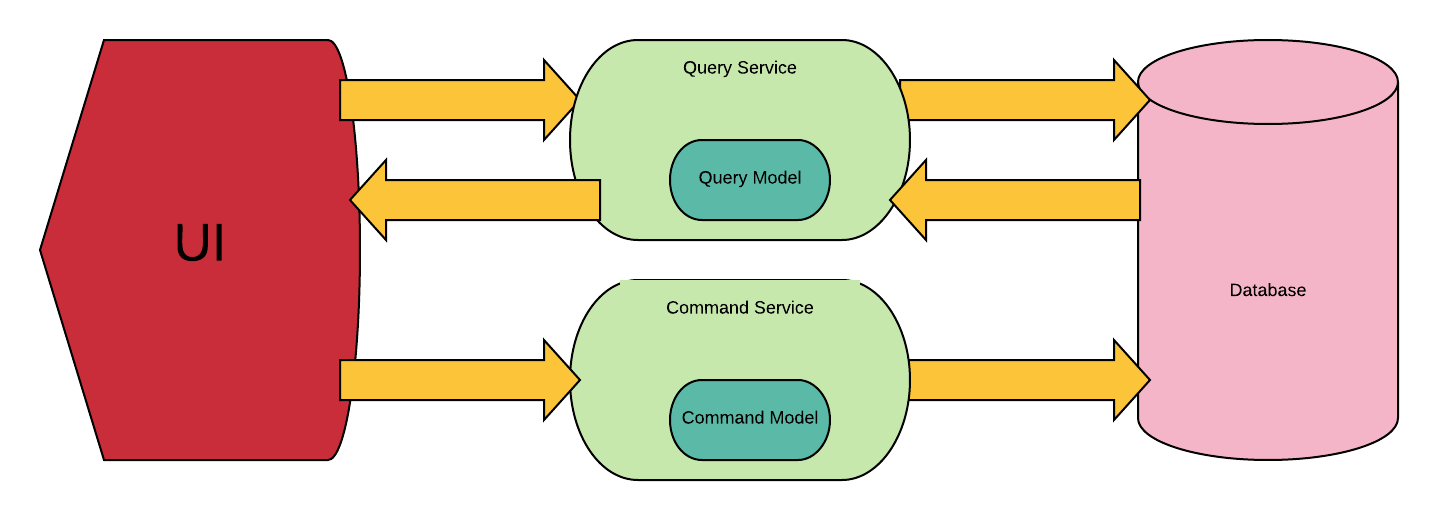 UI
Query Service
Query Model
Command Service
Command Model
Database